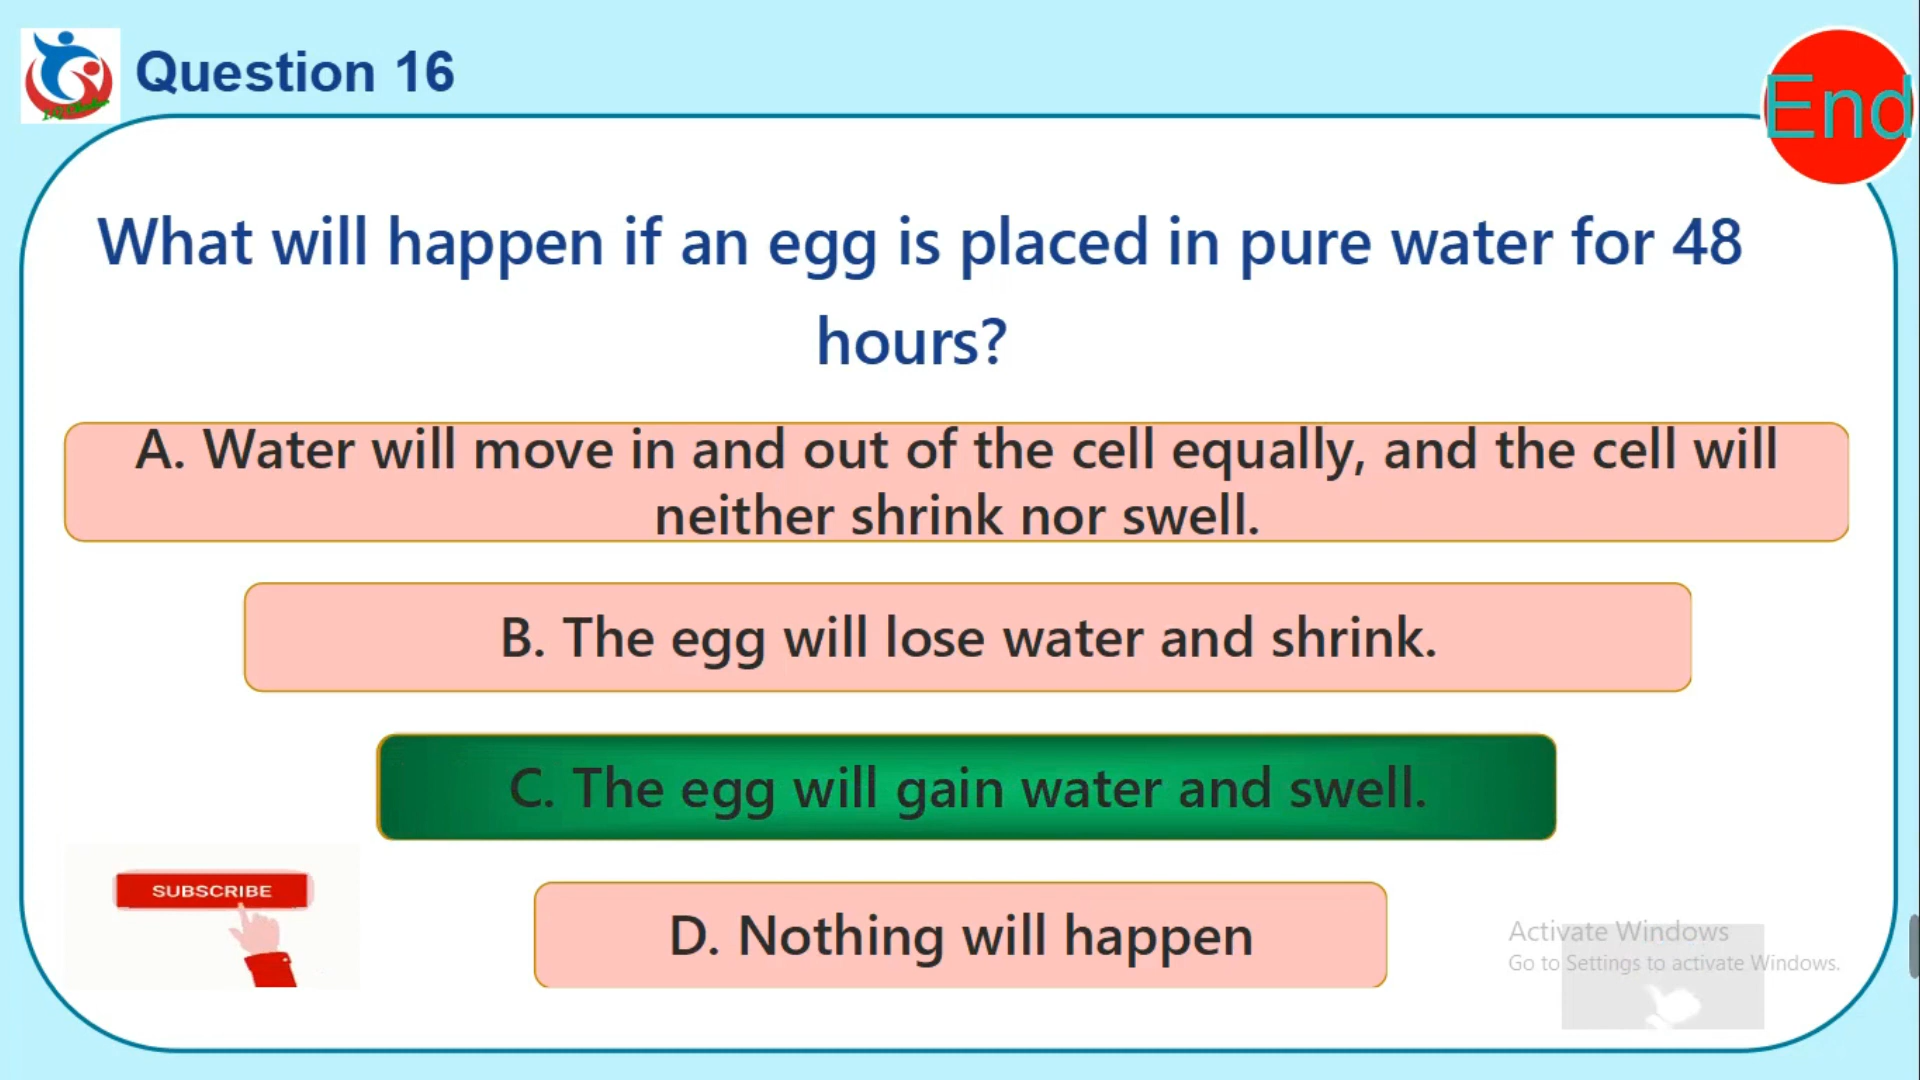 Question 16
End
What will happen if an egg is placed in pure water for 48
hours?
A. Water will move in and out of the cell equally, and the cell will
neither shrink nor swell.
B. The egg will lose water and shrink.
C. The egg will gain water and swell.
SUBSCRIBE
D. Nothing will happen
Activate Windows
Go to Settings to activate Windows.